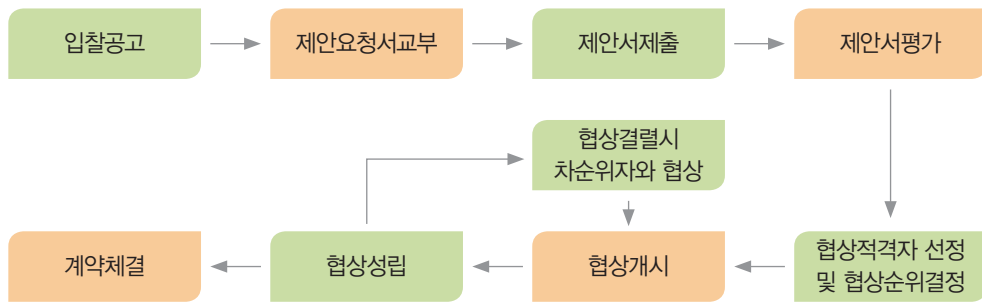 입찰공고
제안요청서교부
제안서제출
제안서평가
협상결렬시
차순위자와 협상
계약체결
협상성립
협상개시
협상적격자 선정
및 협상순위결정